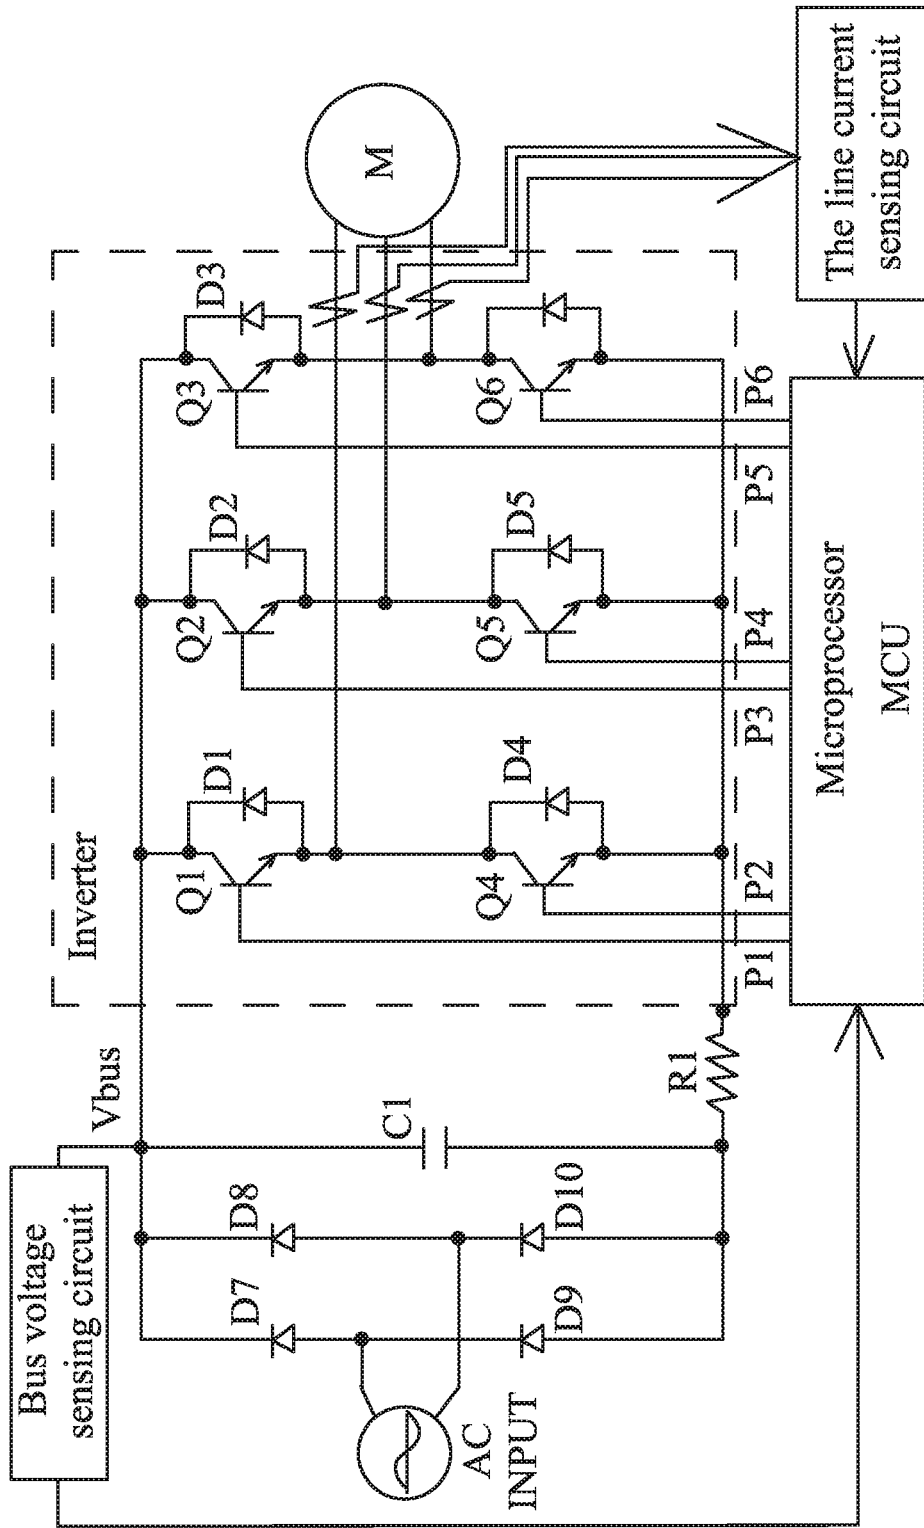 Bus voltage
sensing circuit
Vbus
Inverter
D7
D8
C1
AC
INPUT
D9
D10
R1
Q1
D1
Q2
D2
Q3
D3
M
Q4
D4
Q5
D5
Q6
P1
P2
P3
P4
P5
P6
Microprocessor
MCU
The line current
sensing circuit